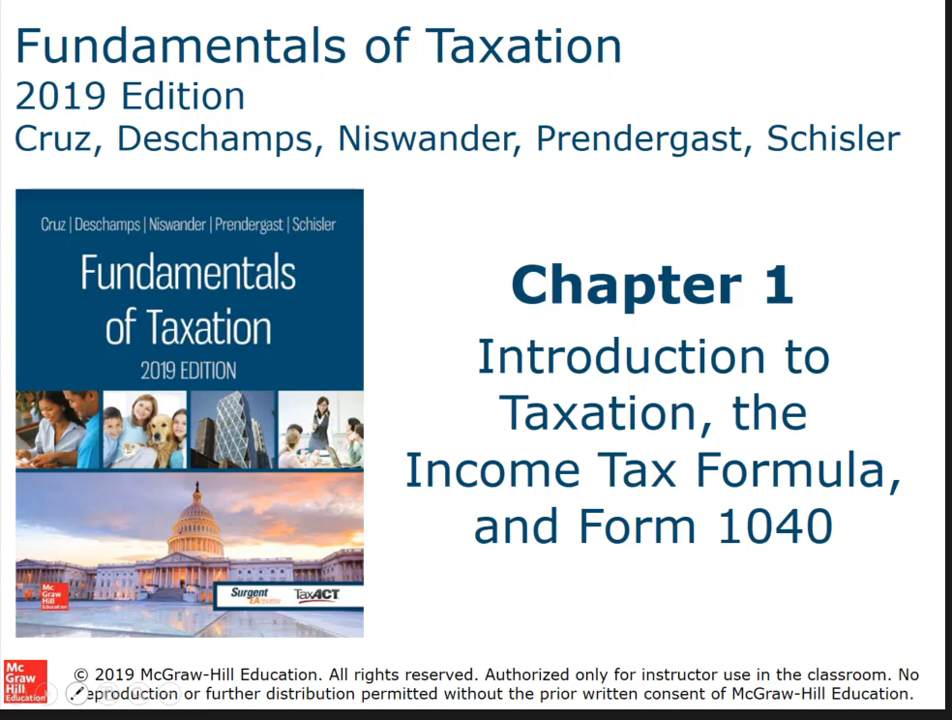 Fundamentals of Taxation
2019 Edition
Cruz, Deschamps, Niswander, Prendergast, Schisler
Cruz | Deschamps | Niswander | Prendergast | Schisler
Fundamentals
of Taxation
2019 EDITION
Mc
Graw
Hill
Education
Surgent
EA review
TaxACT
Chapter 1
Introduction to
Taxation, the
Income Tax Formula,
and Form 1040
Mc
Graw
Hill
Education
© 2019 McGraw-Hill Education. All rights reserved. Authorized only for instructor use in the classroom. No
reproduction or further distribution permitted without the prior written consent of McGraw-Hill Education.